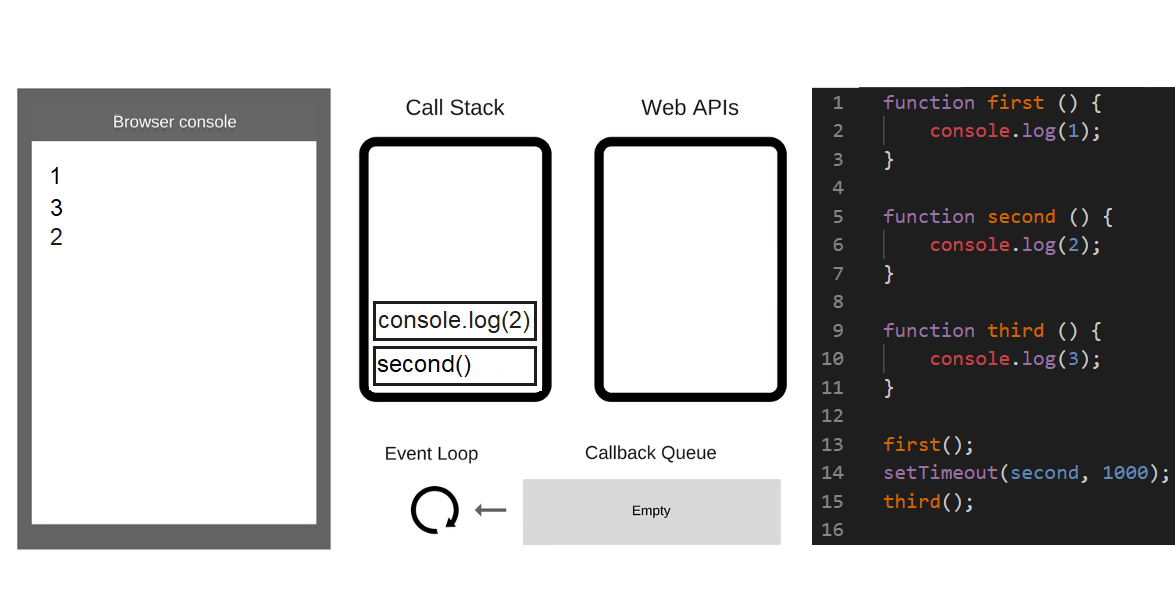 Browser console
1
3
2
Call Stack
console.log(2)
second()
Web APIs
Event Loop
Callback Queue
Empty
1 function first () {
2     console.log(1);
3 }
4
5 function second () {
6     console.log(2);
7 }
8
9 function third () {
10     console.log(3);
11 }
12
13 first();
14 setTimeout(second, 1000);
15 third();
16